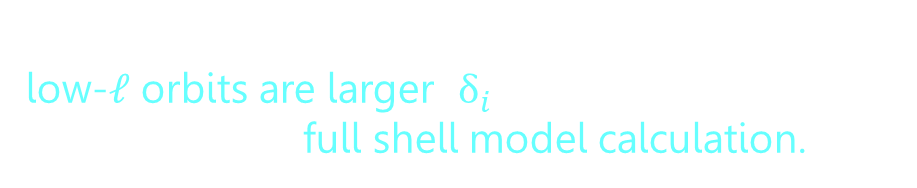 low-ℓ orbits are larger δᵢ
full shell model calculation.